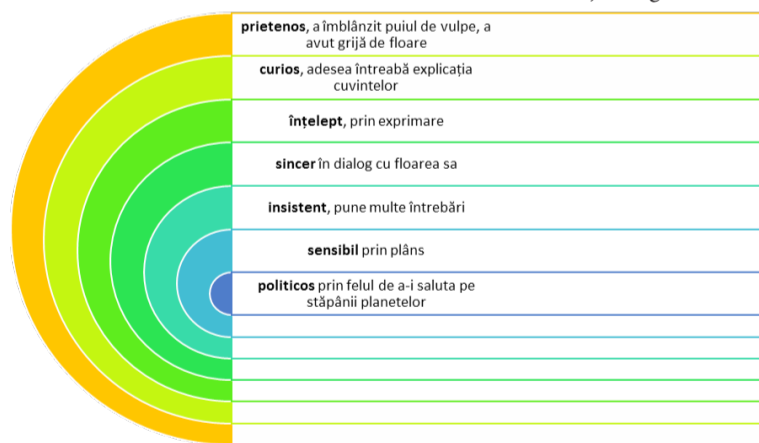 prietenos, a îmblânzit puiul de vulpe, a
avut grijă de floare
curios, adesea întreabă explicația
cuvintelor
înțelept, prin exprimare
sincer în dialog cu floarea sa
insistent, pune multe întrebări
sensibil prin plâns
politicos prin felul de a-i saluta pe
stăpânii planetelor